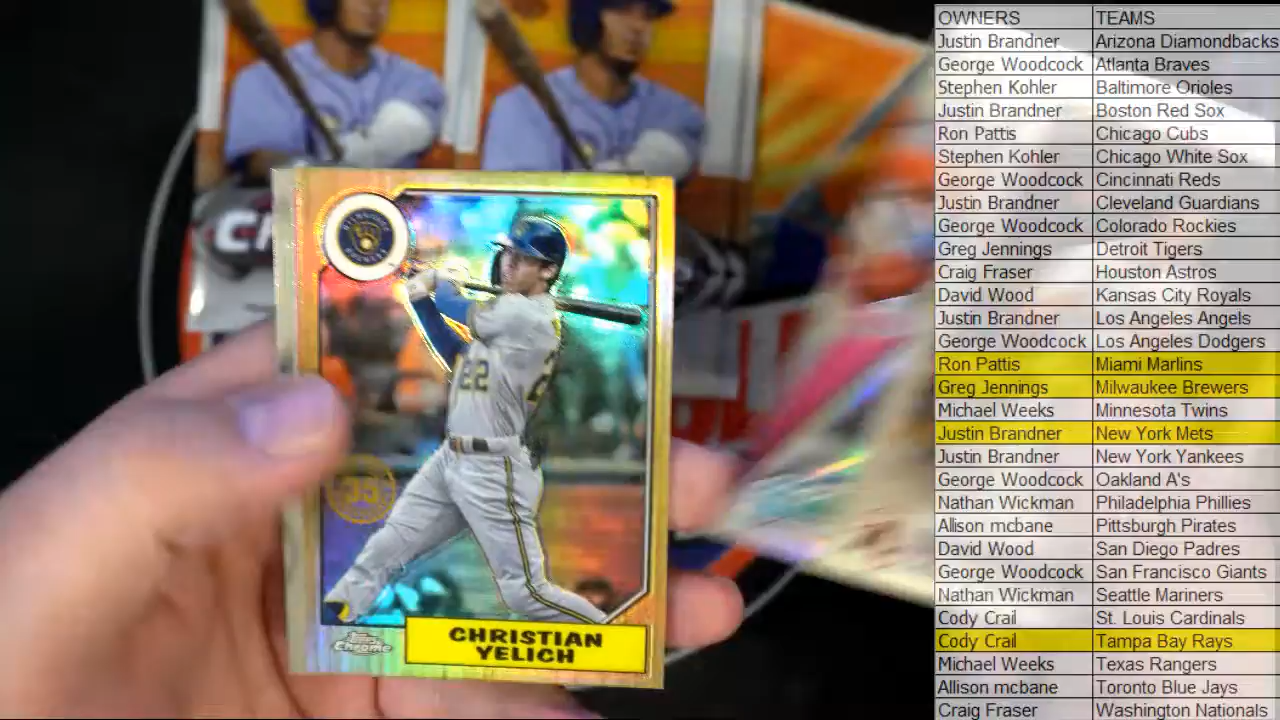 OWNERS TEAMS
Justin Brandner Arizona Diamondbacks
George Woodcock Atlanta Braves
Stephen Kohler Baltimore Orioles
Justin Brandner Boston Red Sox
Ron Pattis Chicago Cubs
Stephen Kohler Chicago White Sox
George Woodcock Cincinnati Reds
Justin Brandner Cleveland Guardians
George Woodcock Colorado Rockies
Greg Jennings Detroit Tigers
Craig Fraser Houston Astros
David Wood Kansas City Royals
Justin Brandner Los Angeles Angels
George Woodcock Los Angeles Dodgers
Ron Pattis Miami Marlins
Greg Jennings Milwaukee Brewers
Michael Weeks Minnesota Twins
Justin Brandner New York Mets
Justin Brandner New York Yankees
George Woodcock Oakland A's
Nathan Wickman Philadelphia Phillies
Allison mcbane Pittsburgh Pirates
David Wood San Diego Padres
George Woodcock San Francisco Giants
Nathan Wickman Seattle Mariners
Cody Crail St. Louis Cardinals
Cody Crail Tampa Bay Rays
Michael Weeks Texas Rangers
Allison mcbane Toronto Blue Jays
Craig Fraser Washington Nationals
22
35
Topps
Chrome
CHRISTIAN
YELICH